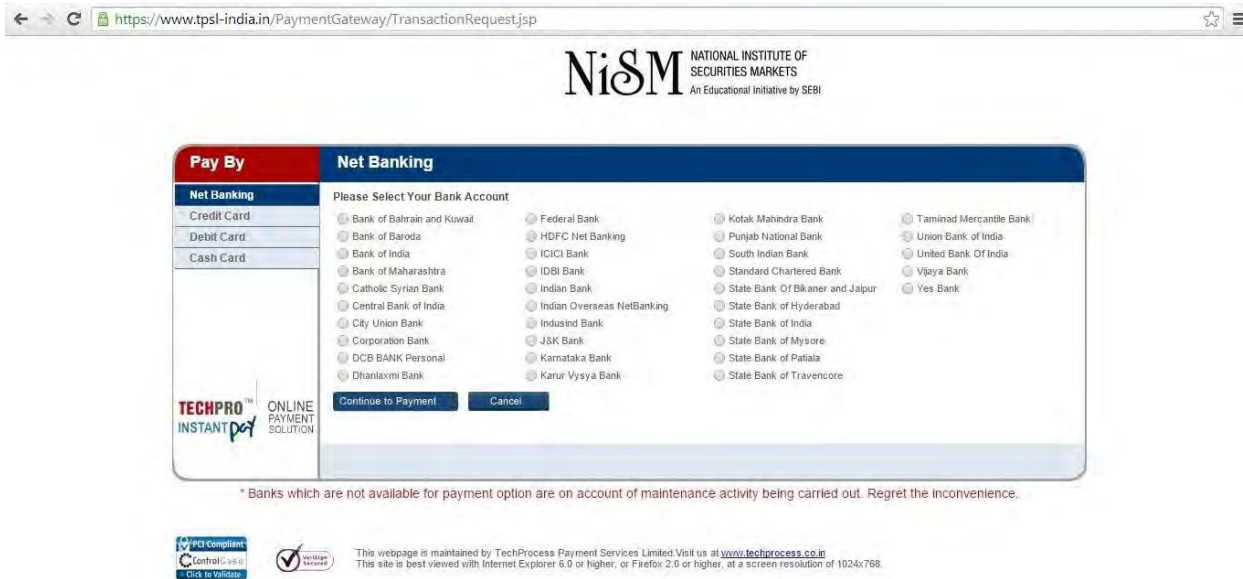 https://www.tpsl-india.in/PaymentGateway/TransactionRequest.jsp
NiSM
NATIONAL INSTITUTE OF
SECURITIES MARKETS
An Educational Initiative by SEBI
Pay By
Net Banking
Credit Card
Debit Card
Cash Card
Net Banking
Please Select Your Bank Account
Bank of Bahrain and Kuwait
Bank of Baroda
Bank of India
Bank of Maharashtra
Catholic Syrian Bank
Central Bank of India
City Union Bank
Corporation Bank
DCB BANK Personal
Dhanlaxmi Bank
Federal Bank
HDFC Net Banking
ICICI Bank
IDBI Bank
Indian Bank
Indian Overseas NetBanking
Indusind Bank
J&K Bank
Karnataka Bank
Karur Vysya Bank
Kotak Mahindra Bank
Punjab National Bank
South Indian Bank
Standard Chartered Bank
State Bank Of Bikaner and Jaipur
State Bank of Hyderabad
State Bank of India
State Bank of Mysore
State Bank of Patiala
State Bank of Travencore
Tamilnad Mercantile Bank
Union Bank of India
United Bank Of India
Vijaya Bank
Yes Bank
Continue to Payment
Cancel
TECHPRO™
INSTANT pay
ONLINE
PAYMENT
SOLUTION
* Banks which are not available for payment option are on account of maintenance activity being carried out. Regret the inconvenience.
PCI Compliant
ControlCase
Click to Validate
VeriSign
Secured
This webpage is maintained by TechProcess Payment Services Limited.Visit us at www.techprocess.co.in
This site is best viewed with Internet Explorer 6.0 or higher, or Firefox 2.0 or higher, at a screen resolution of 1024x768.